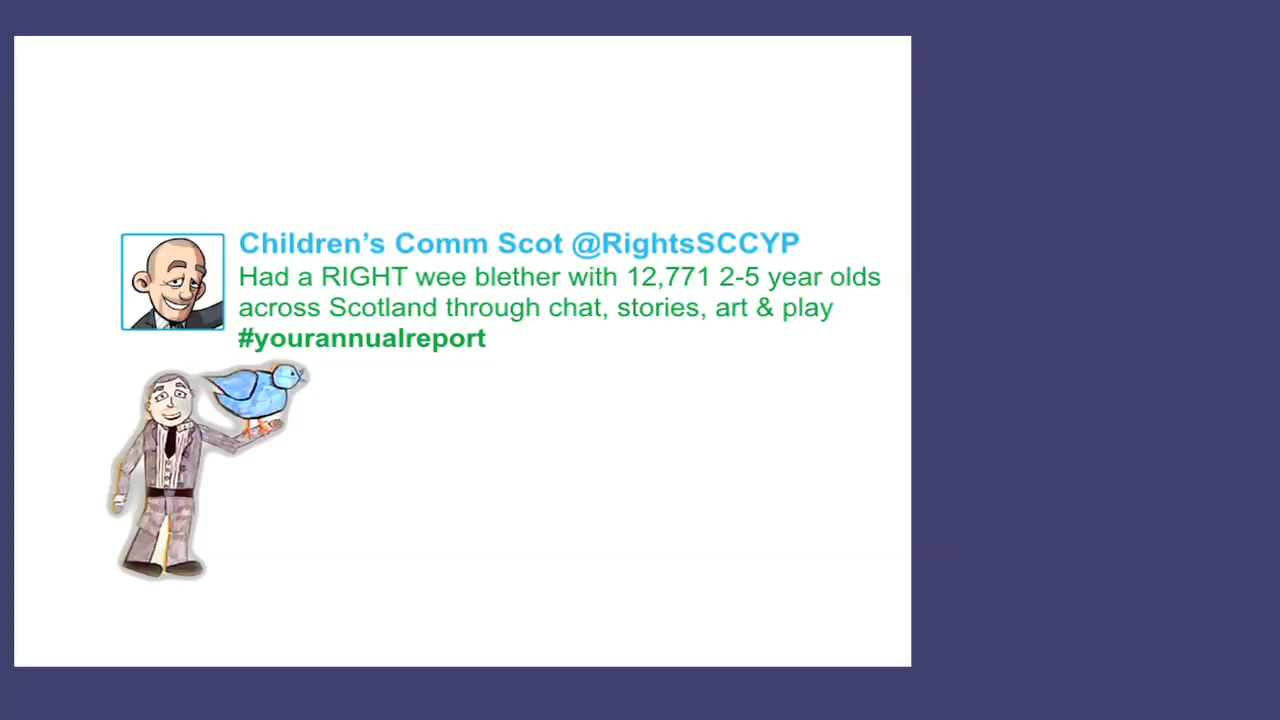 Children’s Comm Scot @RightsSCCYP
Had a RIGHT wee blether with 12,771 2-5 year olds
across Scotland through chat, stories, art & play
#yourannualreport